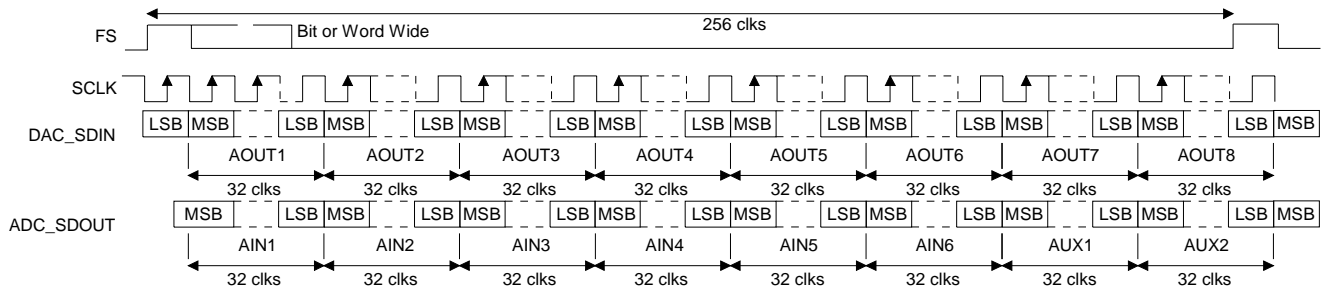 256 clks
FS Bit or Word Wide
SCLK
DAC_SDIN LSB MSB LSB MSB LSB MSB LSB MSB LSB MSB LSB MSB LSB MSB LSB MSB LSB MSB
AOUT1 AOUT2 AOUT3 AOUT4 AOUT5 AOUT6 AOUT7 AOUT8
32 clks 32 clks 32 clks 32 clks 32 clks 32 clks 32 clks 32 clks
ADC_SDOUT MSB LSB MSB LSB MSB LSB MSB LSB MSB LSB MSB LSB MSB LSB MSB LSB MSB
AIN1 AIN2 AIN3 AIN4 AIN5 AIN6 AUX1 AUX2
32 clks 32 clks 32 clks 32 clks 32 clks 32 clks 32 clks 32 clks